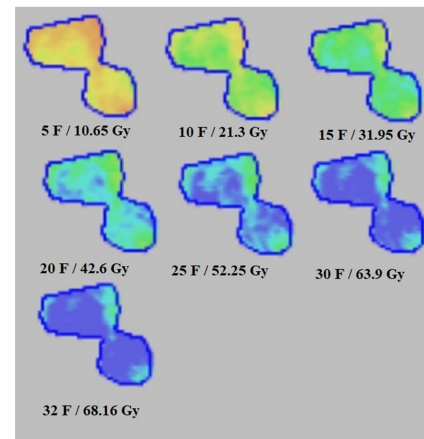 5 F / 10.65 Gy
10 F / 21.3 Gy
15 F / 31.95 Gy
20 F / 42.6 Gy
25 F / 52.25 Gy
30 F / 63.9 Gy
32 F / 68.16 Gy